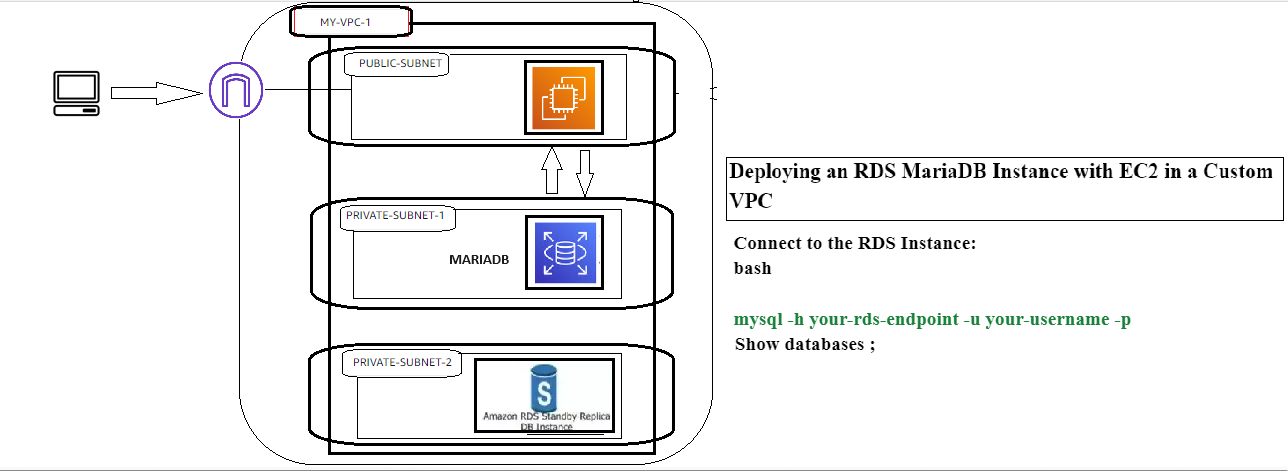 MY-VPC-1
PUBLIC-SUBNET
PRIVATE-SUBNET-1
MARIADB
PRIVATE-SUBNET-2
S
Amazon RDS Standby Replica
DB Instance
Deploying an RDS MariaDB Instance with EC2 in a Custom
VPC
Connect to the RDS Instance:
bash
mysql -h your-rds-endpoint -u your-username -p
Show databases ;